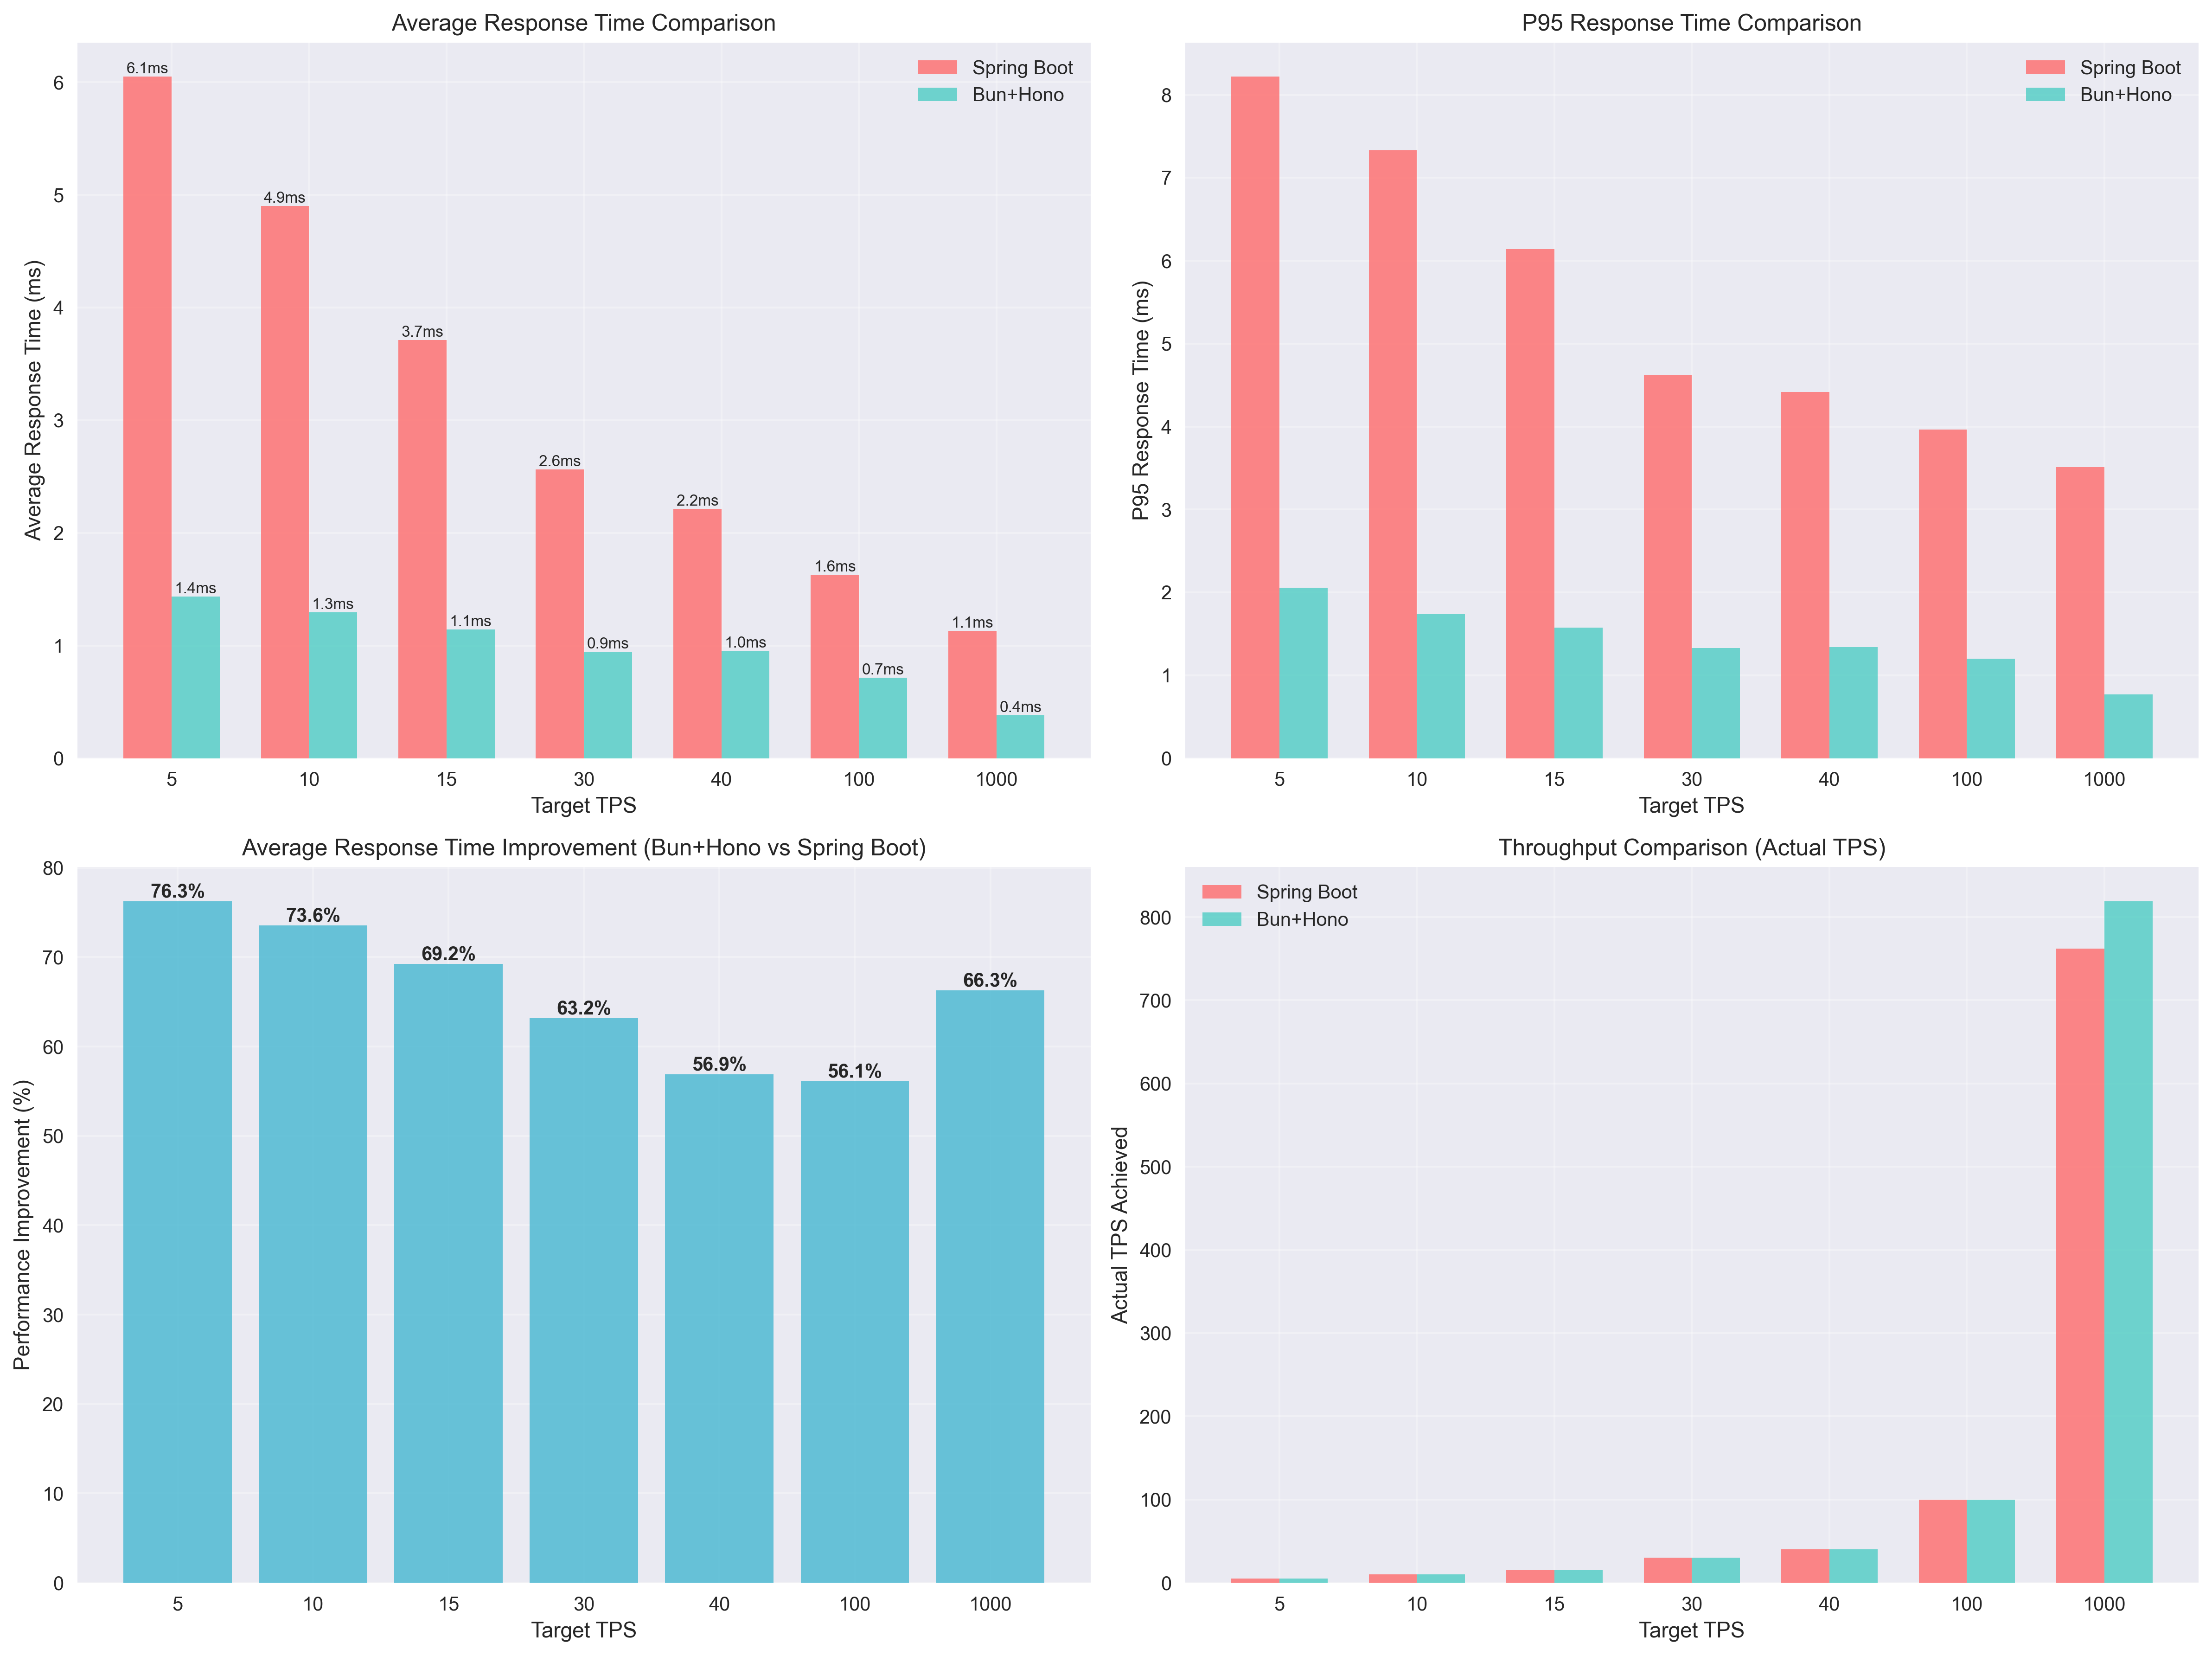 Average Response Time Comparison
Spring Boot
Bun+Hono
Average Response Time (ms)
6
5
4
3
2
1
0
6.1ms
4.9ms
3.7ms
2.6ms
2.2ms
1.6ms
1.1ms
1.4ms
1.3ms
1.1ms
0.9ms
1.0ms
0.7ms
0.4ms
5 10 15 30 40 100 1000
Target TPS
P95 Response Time Comparison
Spring Boot
Bun+Hono
P95 Response Time (ms)
8
7
6
5
4
3
2
1
0
5 10 15 30 40 100 1000
Target TPS
Average Response Time Improvement (Bun+Hono vs Spring Boot)
Performance Improvement (%)
80
70
60
50
40
30
20
10
0
76.3%
73.6%
69.2%
63.2%
56.9%
56.1%
66.3%
5 10 15 30 40 100 1000
Target TPS
Throughput Comparison (Actual TPS)
Spring Boot
Bun+Hono
Actual TPS Achieved
800
700
600
500
400
300
200
100
0
5 10 15 30 40 100 1000
Target TPS